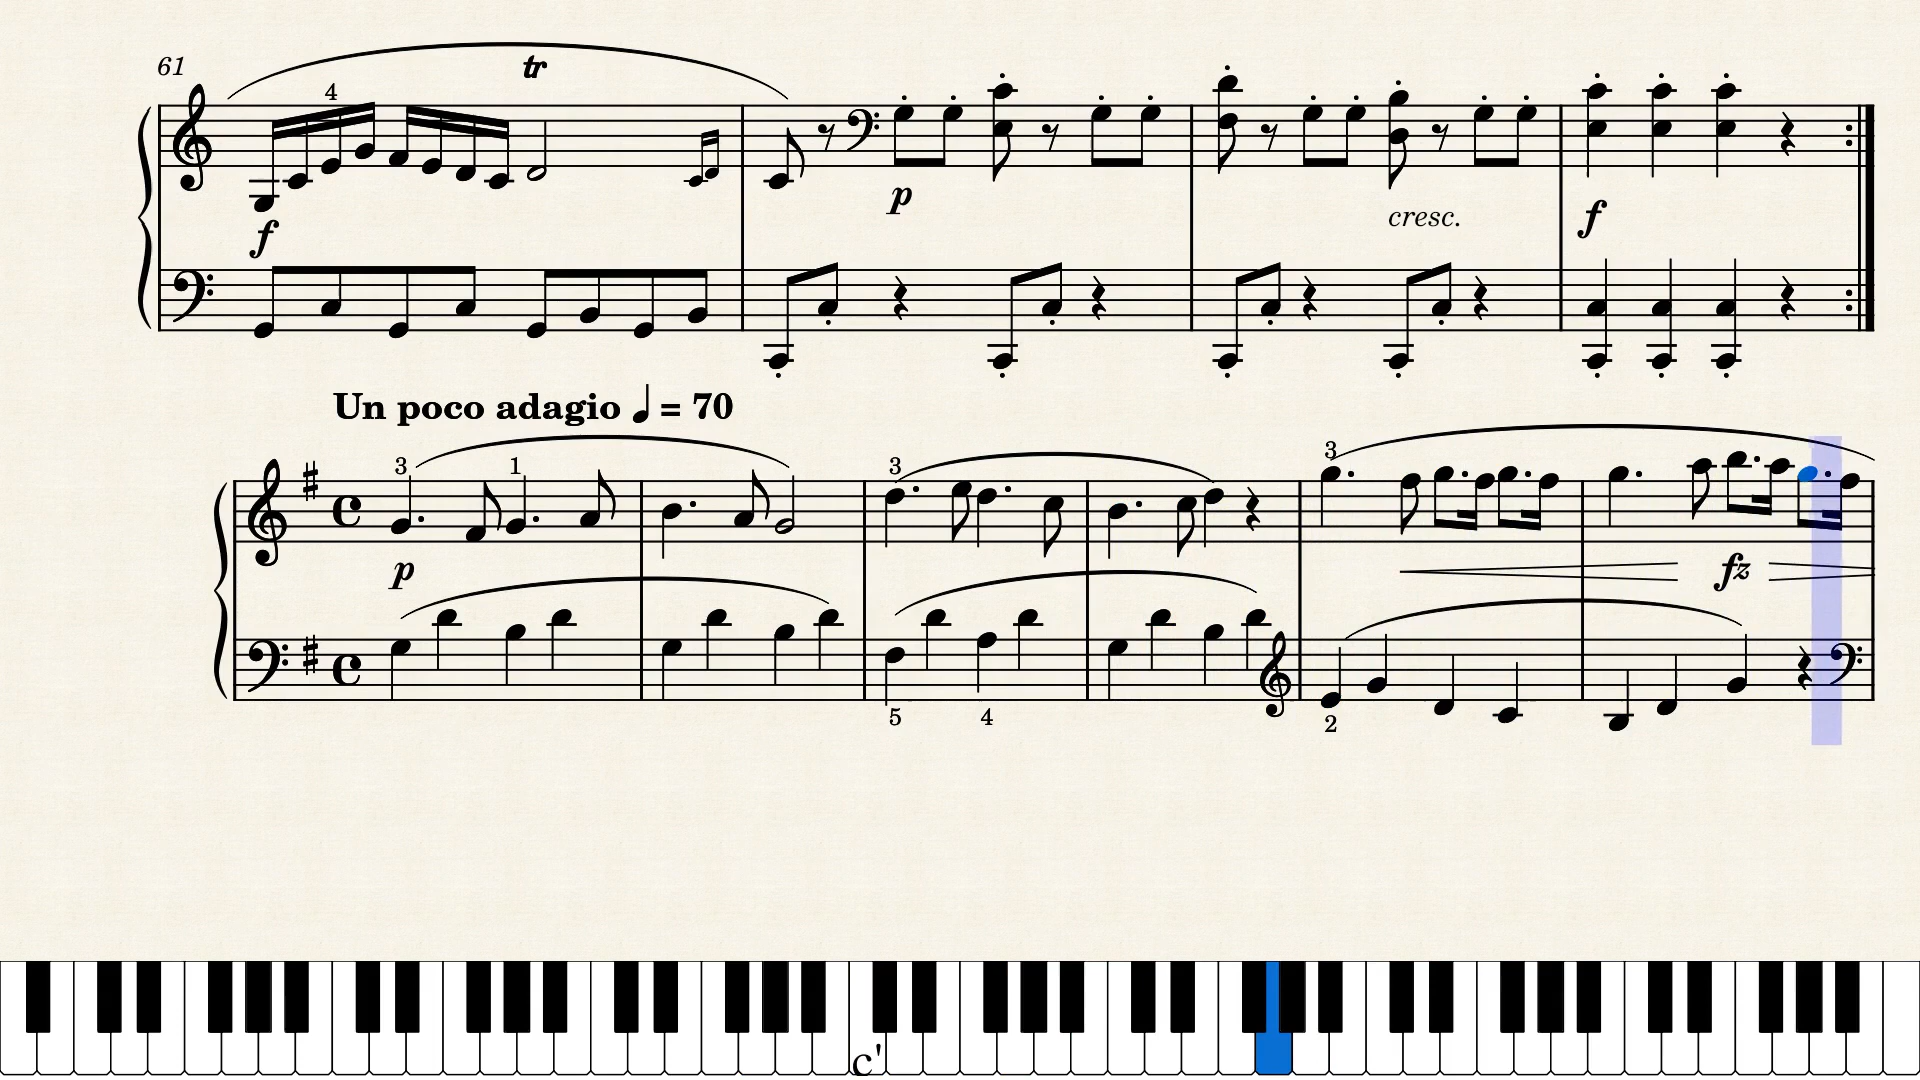 61
4
tr
f
p
cresc.
f
Un poco adagio ♩ = 70
3 1 3 3
p
fz
5 4 2
c'